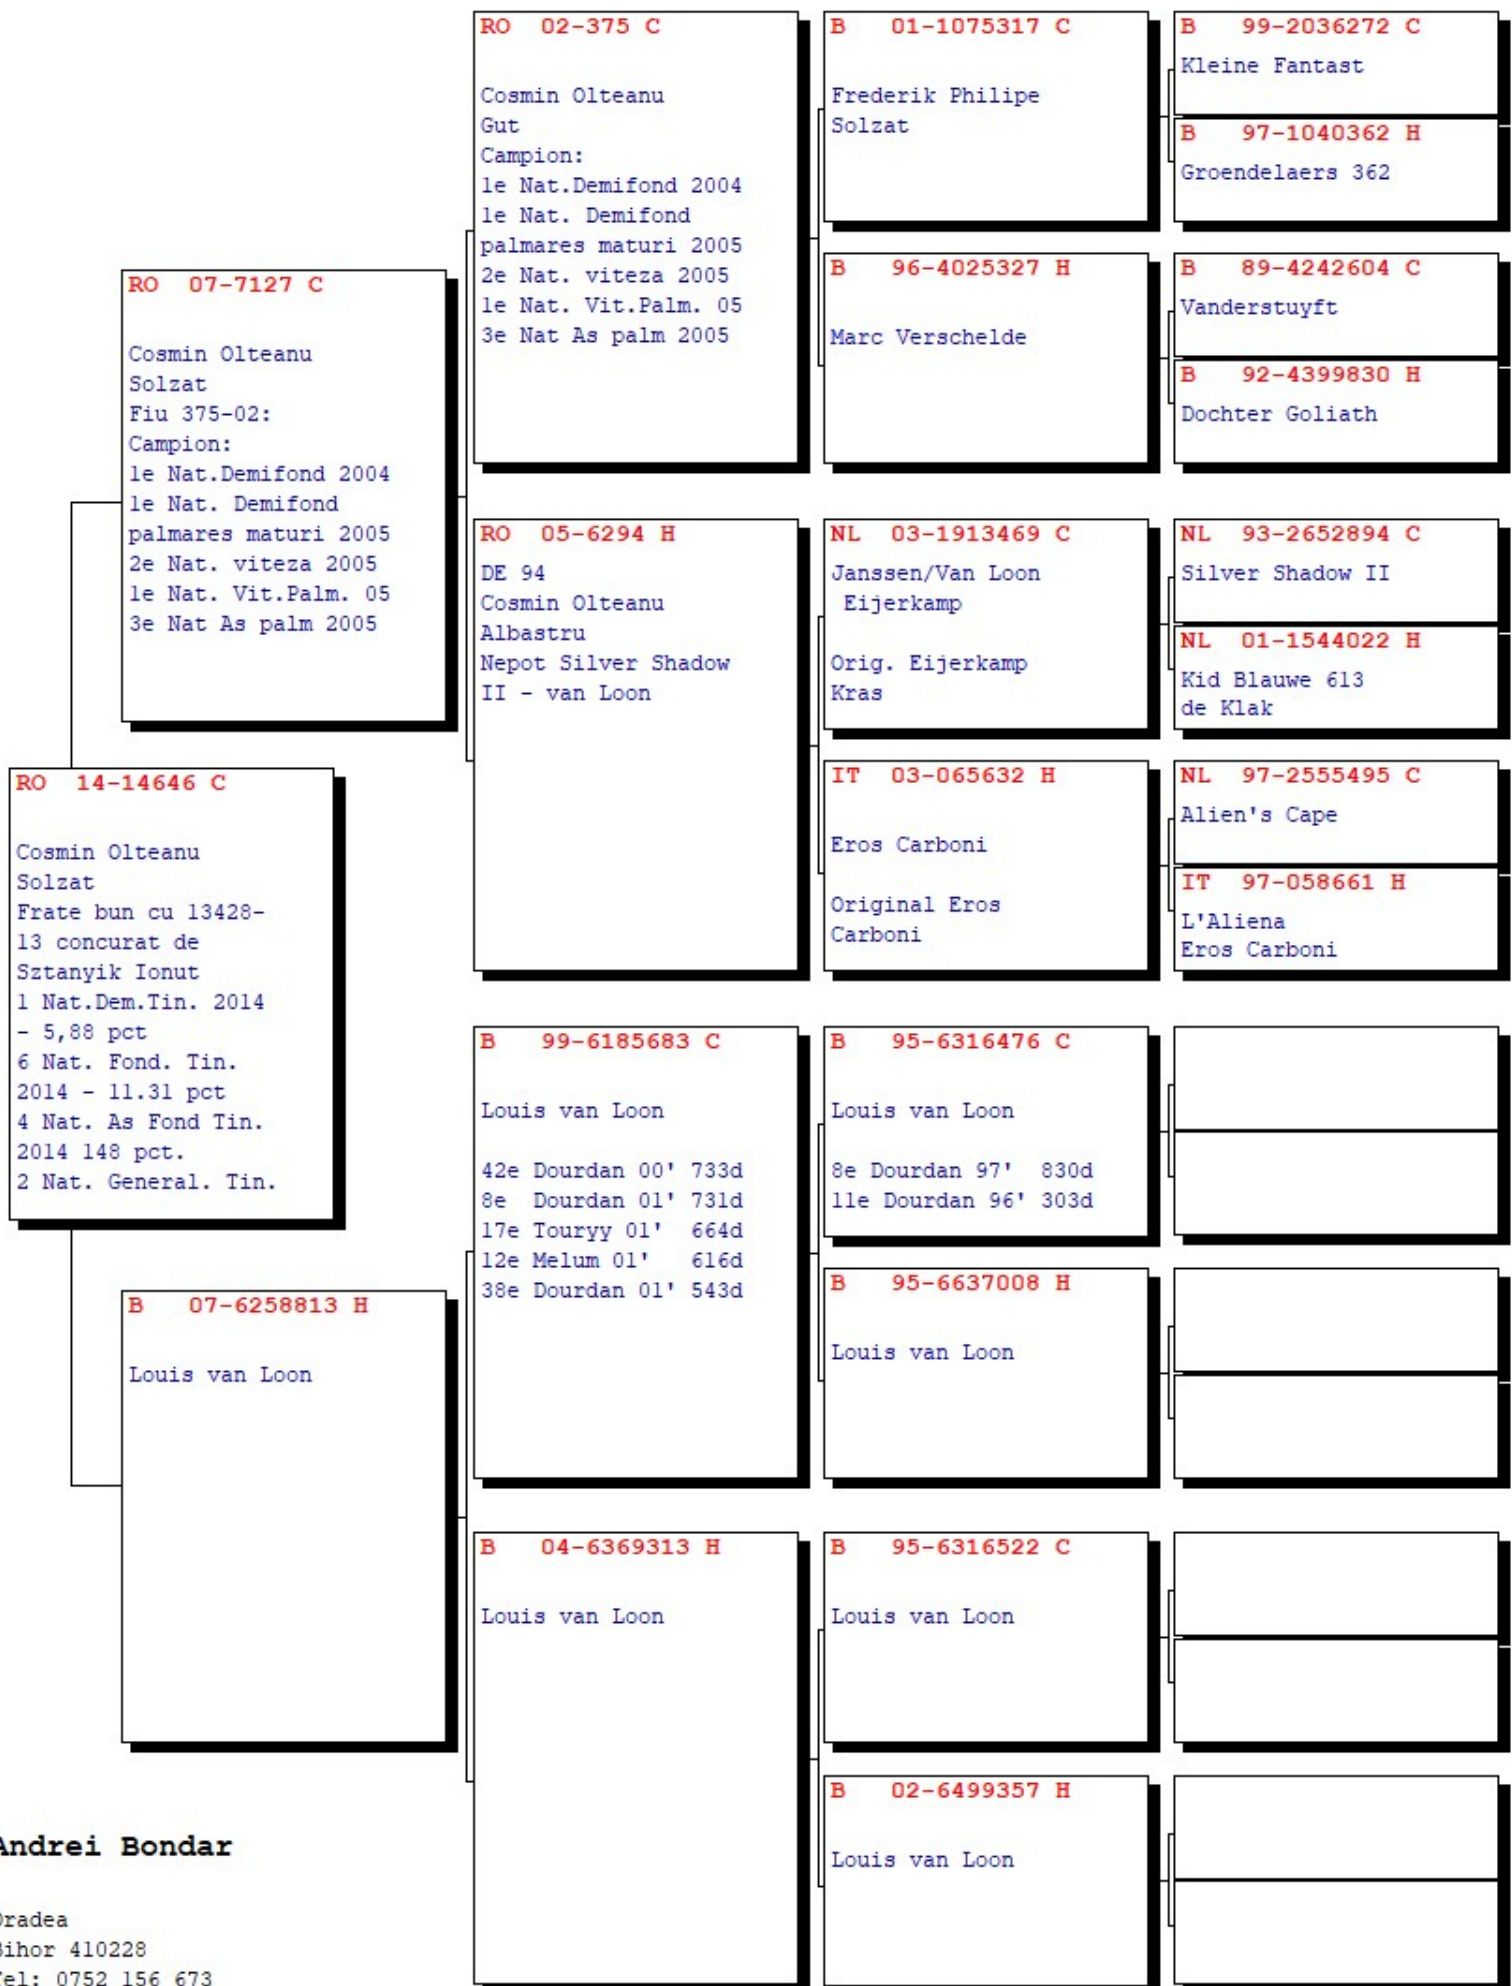 RO 14-14646 C
Cosmin Olteanu
Solzat
Frate bun cu 13428-
13 concurat de
Sztanyik Ionut
1 Nat.Dem.Tin. 2014
- 5,88 pct
6 Nat. Fond. Tin.
2014 - 11.31 pct
4 Nat. As Fond Tin.
2014 148 pct.
2 Nat. General. Tin.
RO 07-7127 C
Cosmin Olteanu
Solzat
Fiu 375-02:
Campion:
1e Nat.Demifond 2004
1e Nat. Demifond
palmares maturi 2005
2e Nat. viteza 2005
1e Nat. Vit.Palm. 05
3e Nat As palm 2005
B 07-6258813 H
Louis van Loon
RO 02-375 C
Cosmin Olteanu
Gut
Campion:
1e Nat.Demifond 2004
1e Nat. Demifond
palmares maturi 2005
2e Nat. viteza 2005
1e Nat. Vit.Palm. 05
3e Nat As palm 2005
RO 05-6294 H
DE 94
Cosmin Olteanu
Albastru
Nepot Silver Shadow
II - van Loon
B 99-6185683 C
Louis van Loon
42e Dourdan 00' 733d
8e Dourdan 01' 731d
17e Touryy 01' 664d
12e Melum 01' 616d
38e Dourdan 01' 543d
B 04-6369313 H
Louis van Loon
B 01-1075317 C
Frederik Philipe
Solzat
B 96-4025327 H
Marc Verschelde
NL 03-1913469 C
Janssen/Van Loon
Eijerkamp
Orig. Eijerkamp
Kras
IT 03-065632 H
Eros Carboni
Original Eros
Carboni
B 95-6316476 C
Louis van Loon
8e Dourdan 97' 830d
11e Dourdan 96' 303d
B 95-6637008 H
Louis van Loon
B 95-6316522 C
Louis van Loon
B 02-6499357 H
Louis van Loon
B 99-2036272 C
Kleine Fantast
B 97-1040362 H
Groendelaers 362
B 89-4242604 C
Vanderstuyft
B 92-4399830 H
Dochter Goliath
NL 93-2652894 C
Silver Shadow II
NL 01-1544022 H
Kid Blauwe 613
de Klak
NL 97-2555495 C
Alien's Cape
IT 97-058661 H
L'Aliena
Eros Carboni
Andrei Bondar
Oradea
Bihor 410228
Tel: 0752 156 673